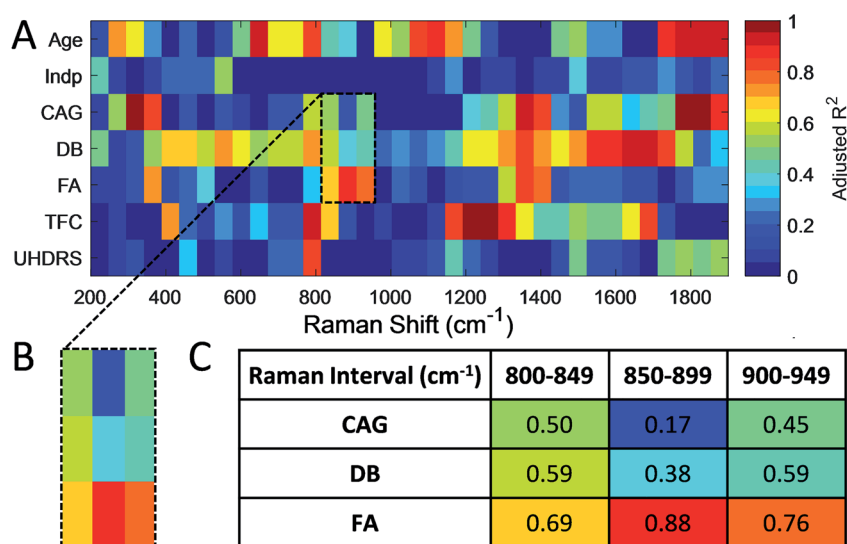 A
Age
Indp
CAG
DB
FA
TFC
UHDRS
200 400 600 800 1000 1200 1400 1600 1800
Raman Shift (cm⁻¹)
1
0.8
0.6
0.4
0.2
0
Adjusted R²
B
C
Raman Interval (cm⁻¹) 800-849 850-899 900-949
CAG 0.50 0.17 0.45
DB 0.59 0.38 0.59
FA 0.69 0.88 0.76